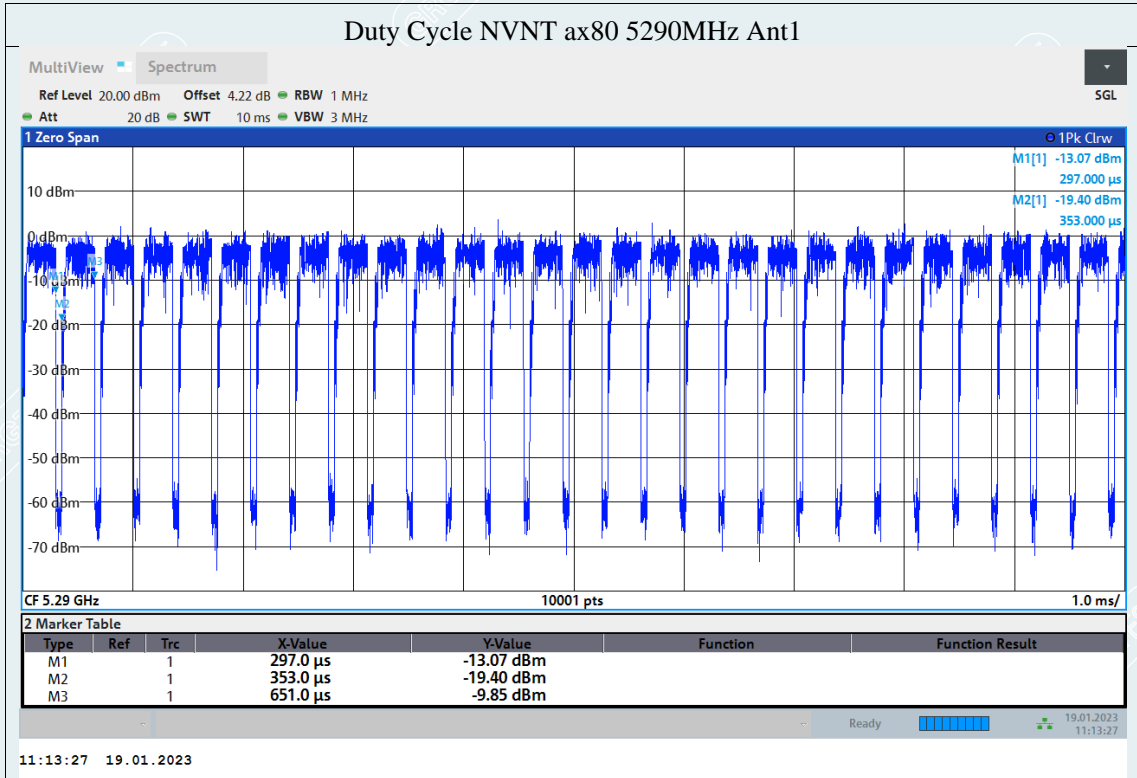 Duty Cycle NVNT ax80 5290MHz Ant1
MultiView Spectrum
Ref Level 20.00 dBm Offset 4.22 dB RBW 1 MHz SGL
Att 20 dB SWT 10 ms VBW 3 MHz
1 Zero Span 1Pk Clrw
M1[1] -13.07 dBm
297.000 µs
M2[1] -19.40 dBm
353.000 µs
10 dBm
0 dBm
M3
M1
-10 dBm
M2
-20 dBm
-30 dBm
-40 dBm
-50 dBm
-60 dBm
-70 dBm
CF 5.29 GHz 10001 pts 1.0 ms/
2 Marker Table
Type Ref Trc X-Value Y-Value Function Function Result
M1 1 297.0 µs -13.07 dBm
M2 1 353.0 µs -19.40 dBm
M3 1 651.0 µs -9.85 dBm
Ready 19.01.2023
11:13:27
11:13:27 19.01.2023